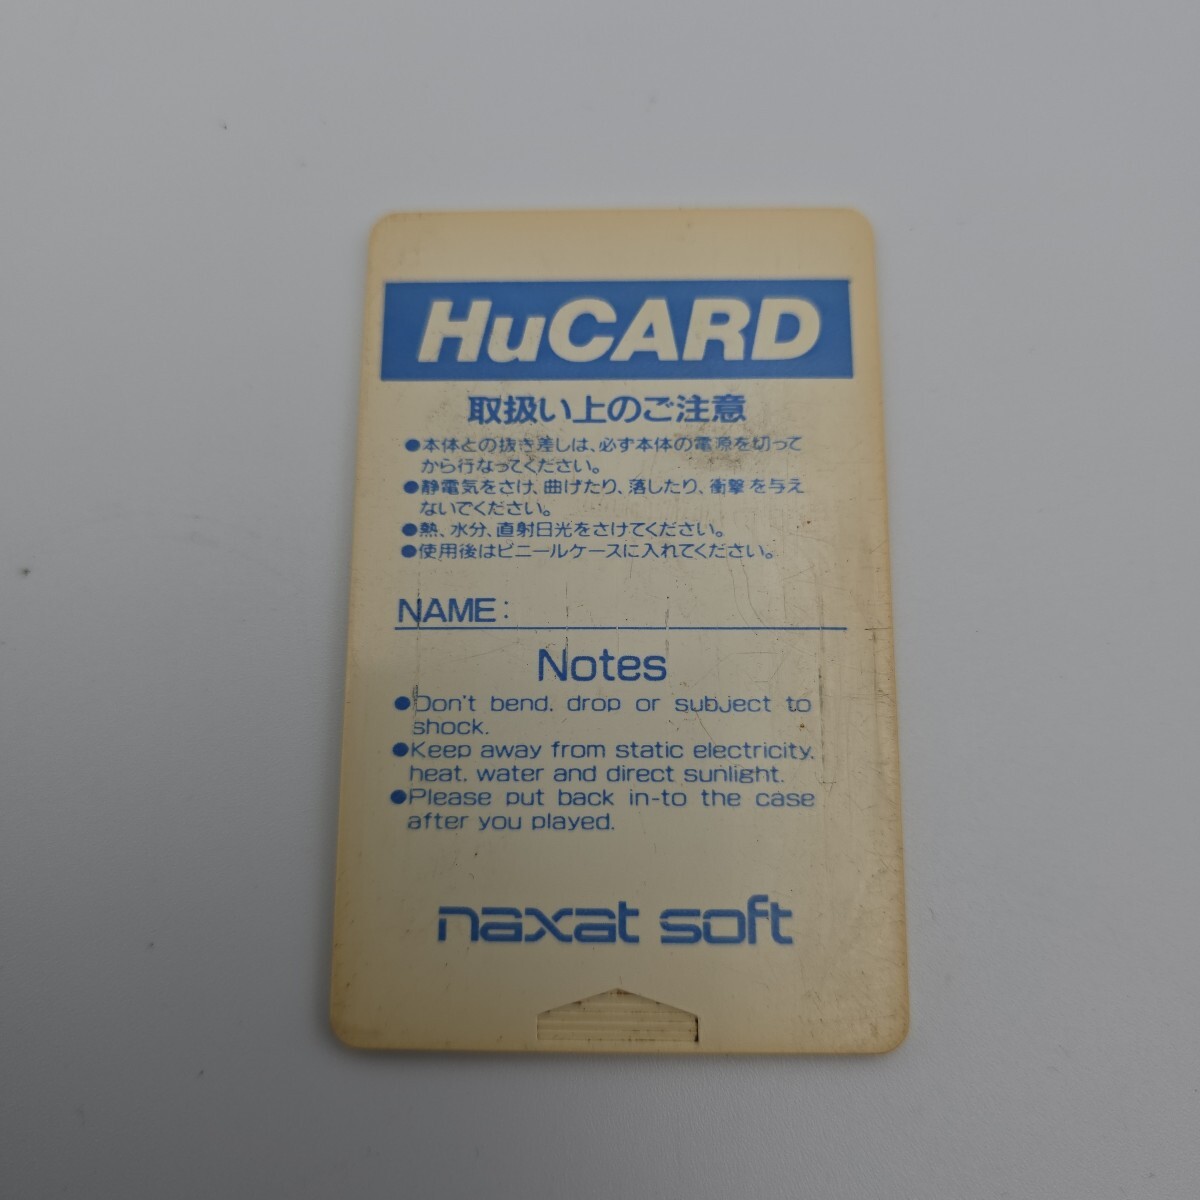 HuCARD
取扱い上のご注意
●本体との抜き差しは、必ず本体の電源を切って
から行なってください。
●静電気をさけ、曲げたり、落したり、衝撃を与え
ないでください。
●熱、水分、直射日光をさけてください。
●使用後はビニールケースに入れてください。
NAME:
Notes
●Don't bend, drop or subject to
shock.
●Keep away from static electricity,
heat, water and direct sunlight.
●Please put back in-to the case
after you played.
naxat soft